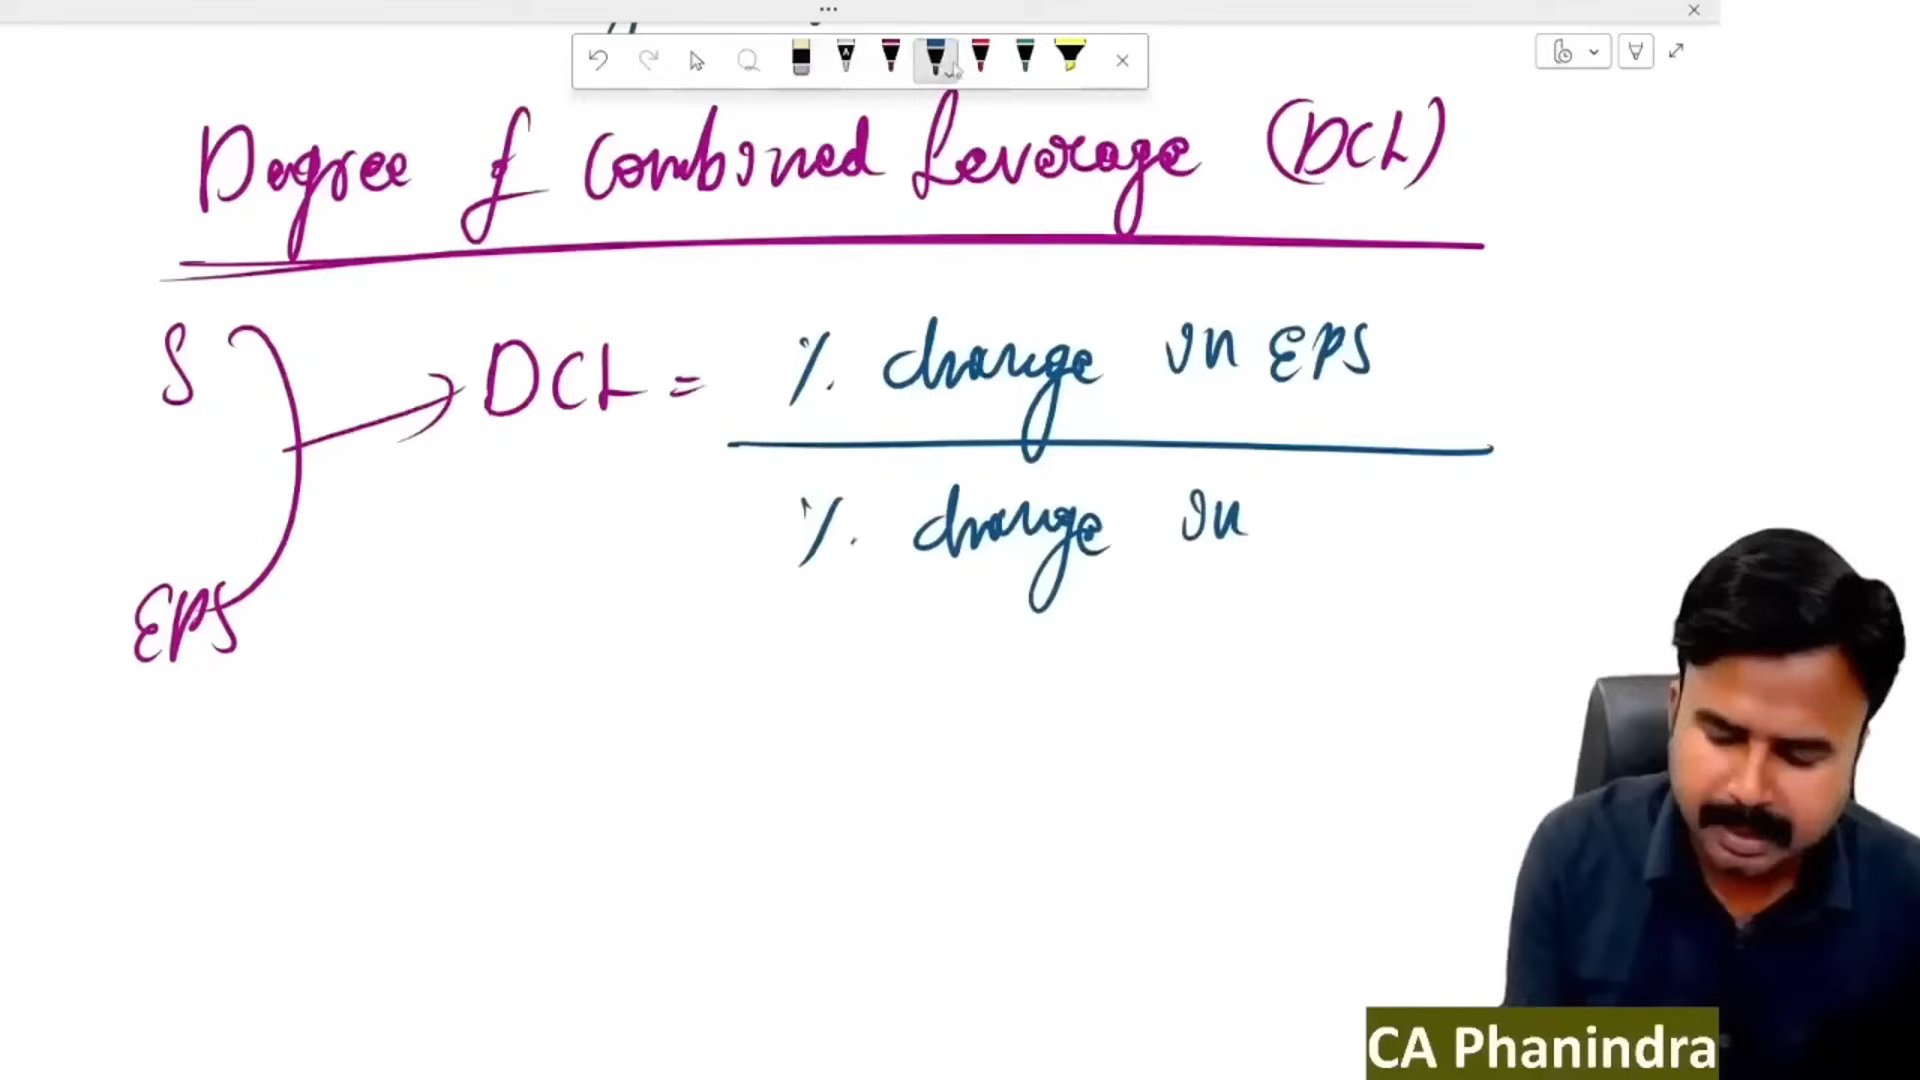 Degree of Combined Leverage (DCL)
S
DCL = % change in EPS
% change in
EPS
CA Phanindra